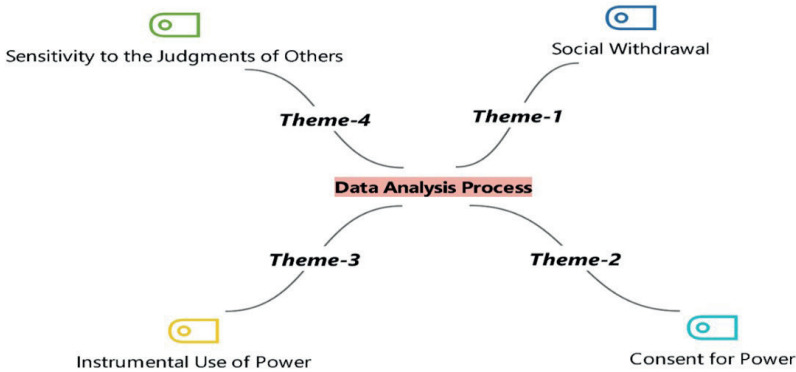 Sensitivity to the Judgments of Others
Social Withdrawal
Theme-4
Theme-1
Data Analysis Process
Theme-3
Theme-2
Instrumental Use of Power
Consent for Power